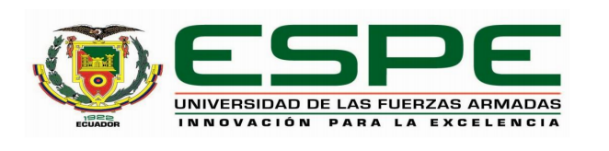 ESPE
UNIVERSIDAD DE LAS FUERZAS ARMADAS
INNOVACIÓN PARA LA EXCELENCIA
1922
ECUADOR